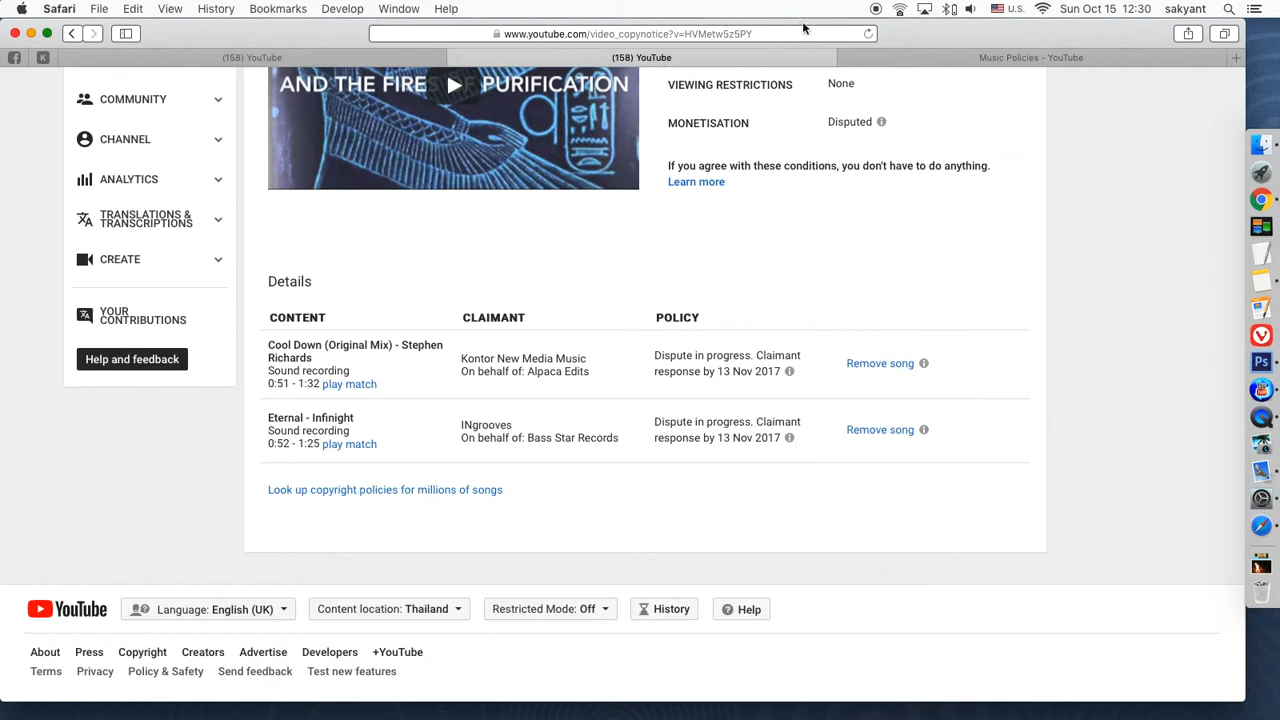 Safari File Edit View History Bookmarks Develop Window Help U.S. Sun Oct 15 12:30 sakyant
www.youtube.com/video_copynotice?v=HVMetw5z5PY
(158) YouTube (158) YouTube Music Policies - YouTube
COMMUNITY
CHANNEL
ANALYTICS
TRANSLATIONS &
TRANSCRIPTIONS
CREATE
YOUR
CONTRIBUTIONS
Help and feedback
AND THE FIRES OF PURIFICATION
VIEWING RESTRICTIONS None
MONETISATION Disputed
If you agree with these conditions, you don't have to do anything.
Learn more
Details
CONTENT CLAIMANT POLICY
Cool Down (Original Mix) - Stephen
Richards
Sound recording
0:51 - 1:32 play match
Kontor New Media Music
On behalf of: Alpaca Edits
Dispute in progress. Claimant
response by 13 Nov 2017
Remove song
Eternal - Infinight
Sound recording
0:52 - 1:25 play match
INgrooves
On behalf of: Bass Star Records
Dispute in progress. Claimant
response by 13 Nov 2017
Remove song
Look up copyright policies for millions of songs
YouTube Language: English (UK) Content location: Thailand Restricted Mode: Off History Help
About Press Copyright Creators Advertise Developers +YouTube
Terms Privacy Policy & Safety Send feedback Test new features